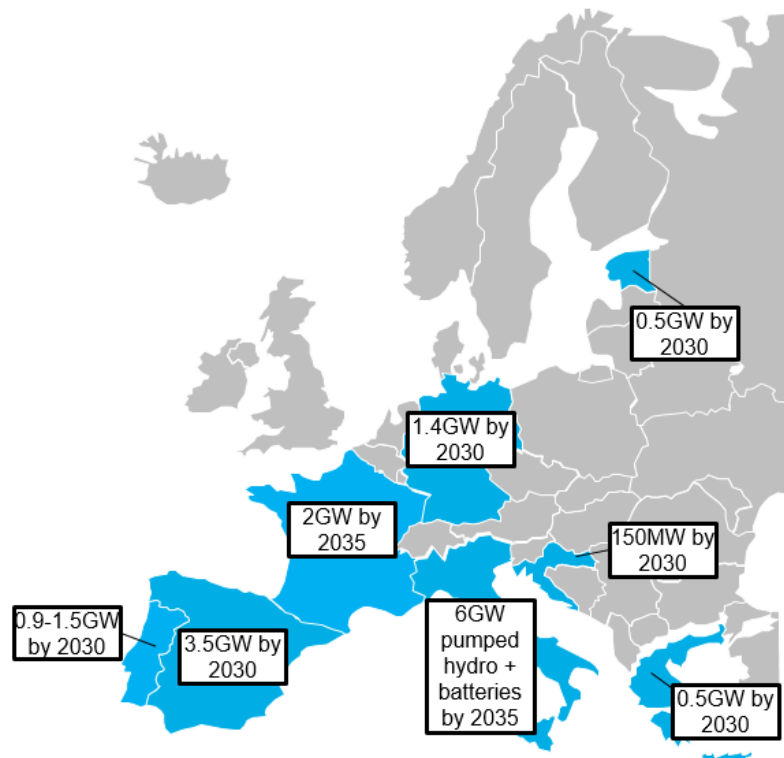 0.5GW by
2030
1.4GW by
2030
2GW by
2035
150MW by
2030
0.9-1.5GW
by 2030
3.5GW by
2030
6GW
pumped
hydro +
batteries
by 2035
0.5GW by
2030